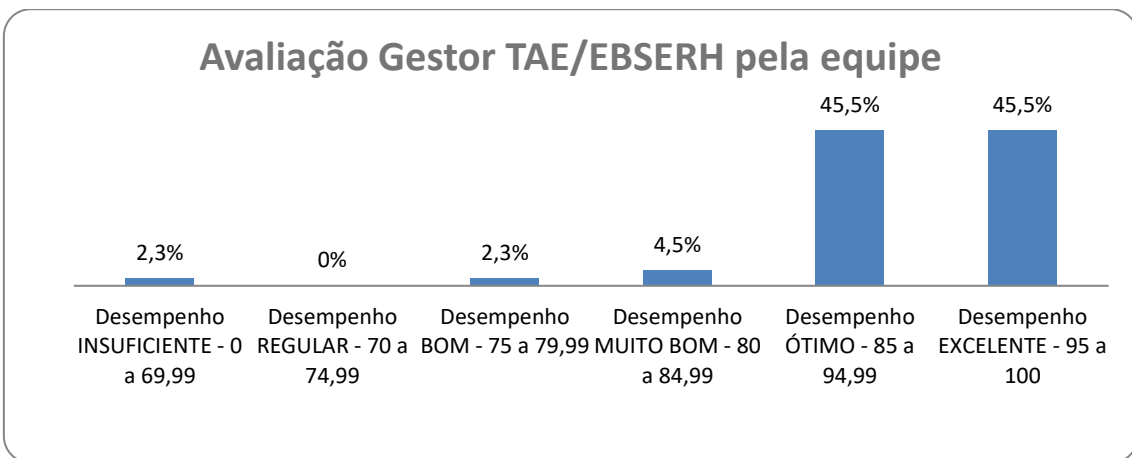 Avaliação Gestor TAE/EBSERH pela equipe
45,5% 45,5%
2,3% 0% 2,3% 4,5%
Desempenho INSUFICIENTE - 0 a 69,99
Desempenho REGULAR - 70 a 74,99
Desempenho BOM - 75 a 79,99
Desempenho MUITO BOM - 80 a 84,99
Desempenho ÓTIMO - 85 a 94,99
Desempenho EXCELENTE - 95 a 100